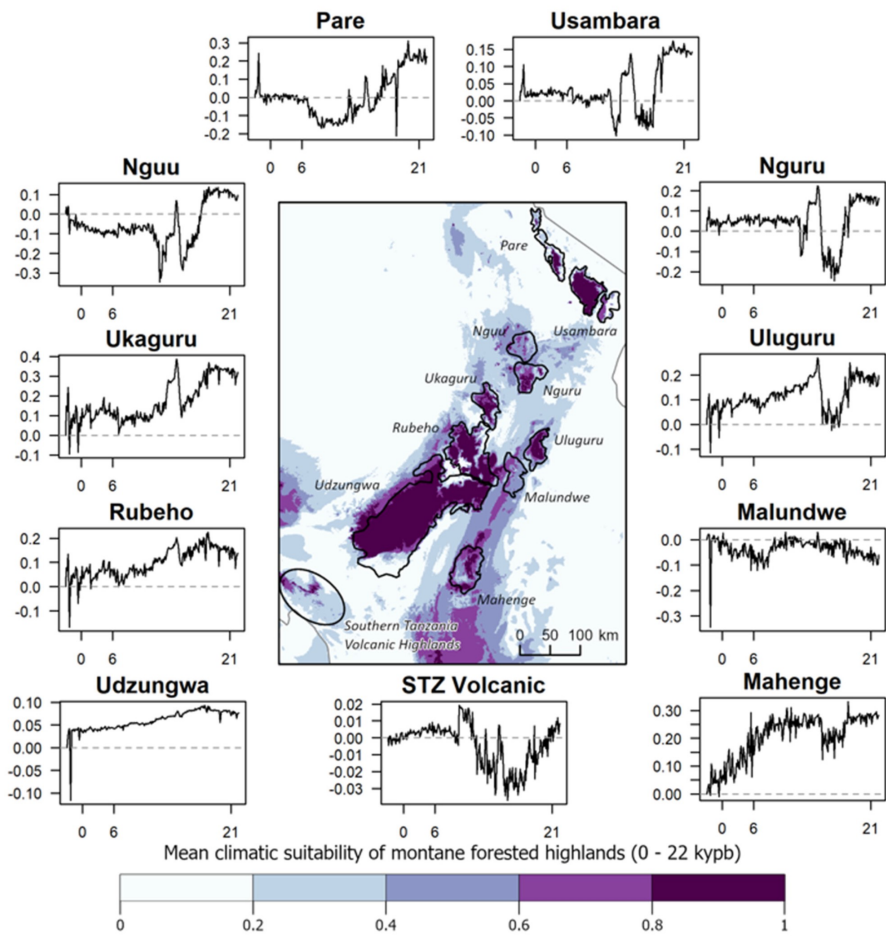 Pare
0.3
0.2
0.1
0.0
-0.1
-0.2
0 6 21
Usambara
0.15
0.10
0.05
0.00
-0.05
-0.10
0 6 21
Nguu
0.1
0.0
-0.1
-0.2
-0.3
0 6 21
Nguru
0.2
0.1
0.0
-0.1
-0.2
0 6 21
Ukaguru
0.4
0.3
0.2
0.1
0.0
-0.1
0 6 21
Uluguru
0.2
0.1
0.0
-0.1
0 6 21
Rubeho
0.2
0.1
0.0
-0.1
0 6 21
Malundwe
0.0
-0.1
-0.2
-0.3
0 6 21
Udzungwa
0.10
0.05
0.00
-0.05
-0.10
0 6 21
STZ Volcanic
0.02
0.01
0.00
-0.01
-0.02
-0.03
0 6 21
Mahenge
0.30
0.20
0.10
0.00
0 6 21
Pare
Usambara
Nguu
Nguru
Ukaguru
Rubeho
Uluguru
Udzungwa
Malundwe
Mahenge
Southern Tanzania
Volcanic Highlands
0 50 100 km
Mean climatic suitability of montane forested highlands (0 - 22 kypb)
0 0.2 0.4 0.6 0.8 1